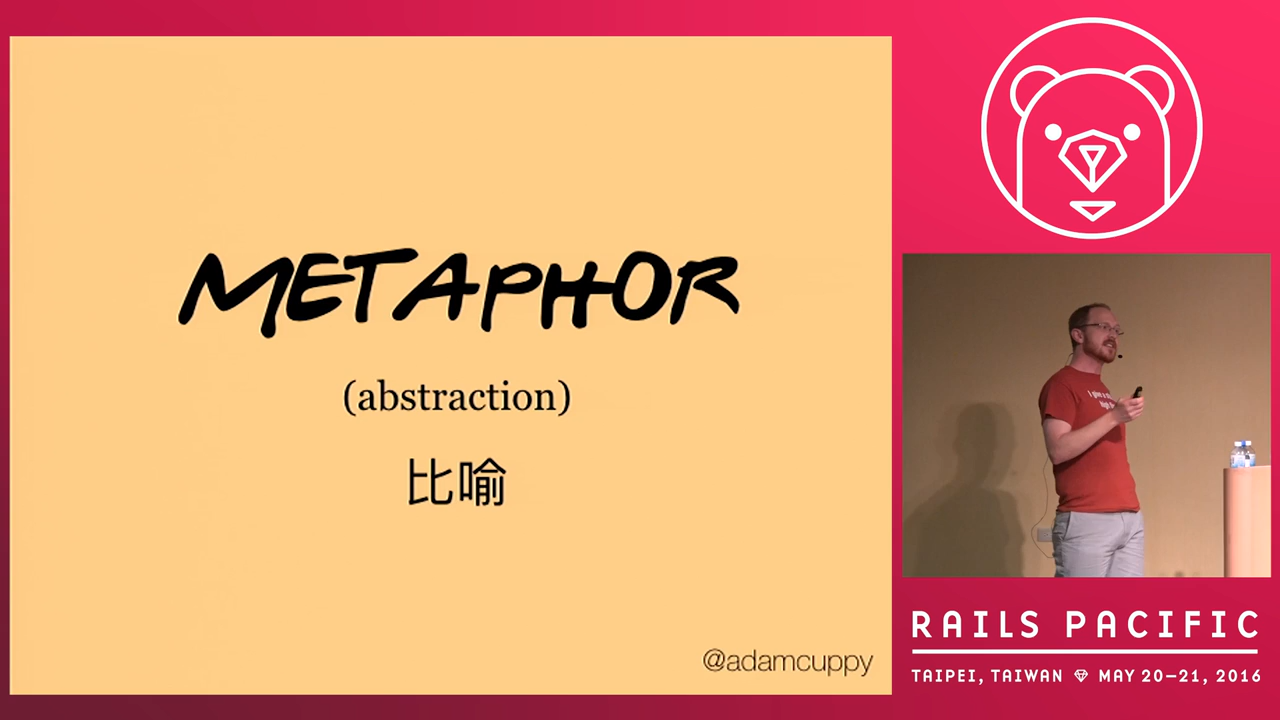 METAPHOR
(abstraction)
比喻
@adamcuppy
RAILS PACIFIC
TAIPEI, TAIWAN MAY 20–21, 2016